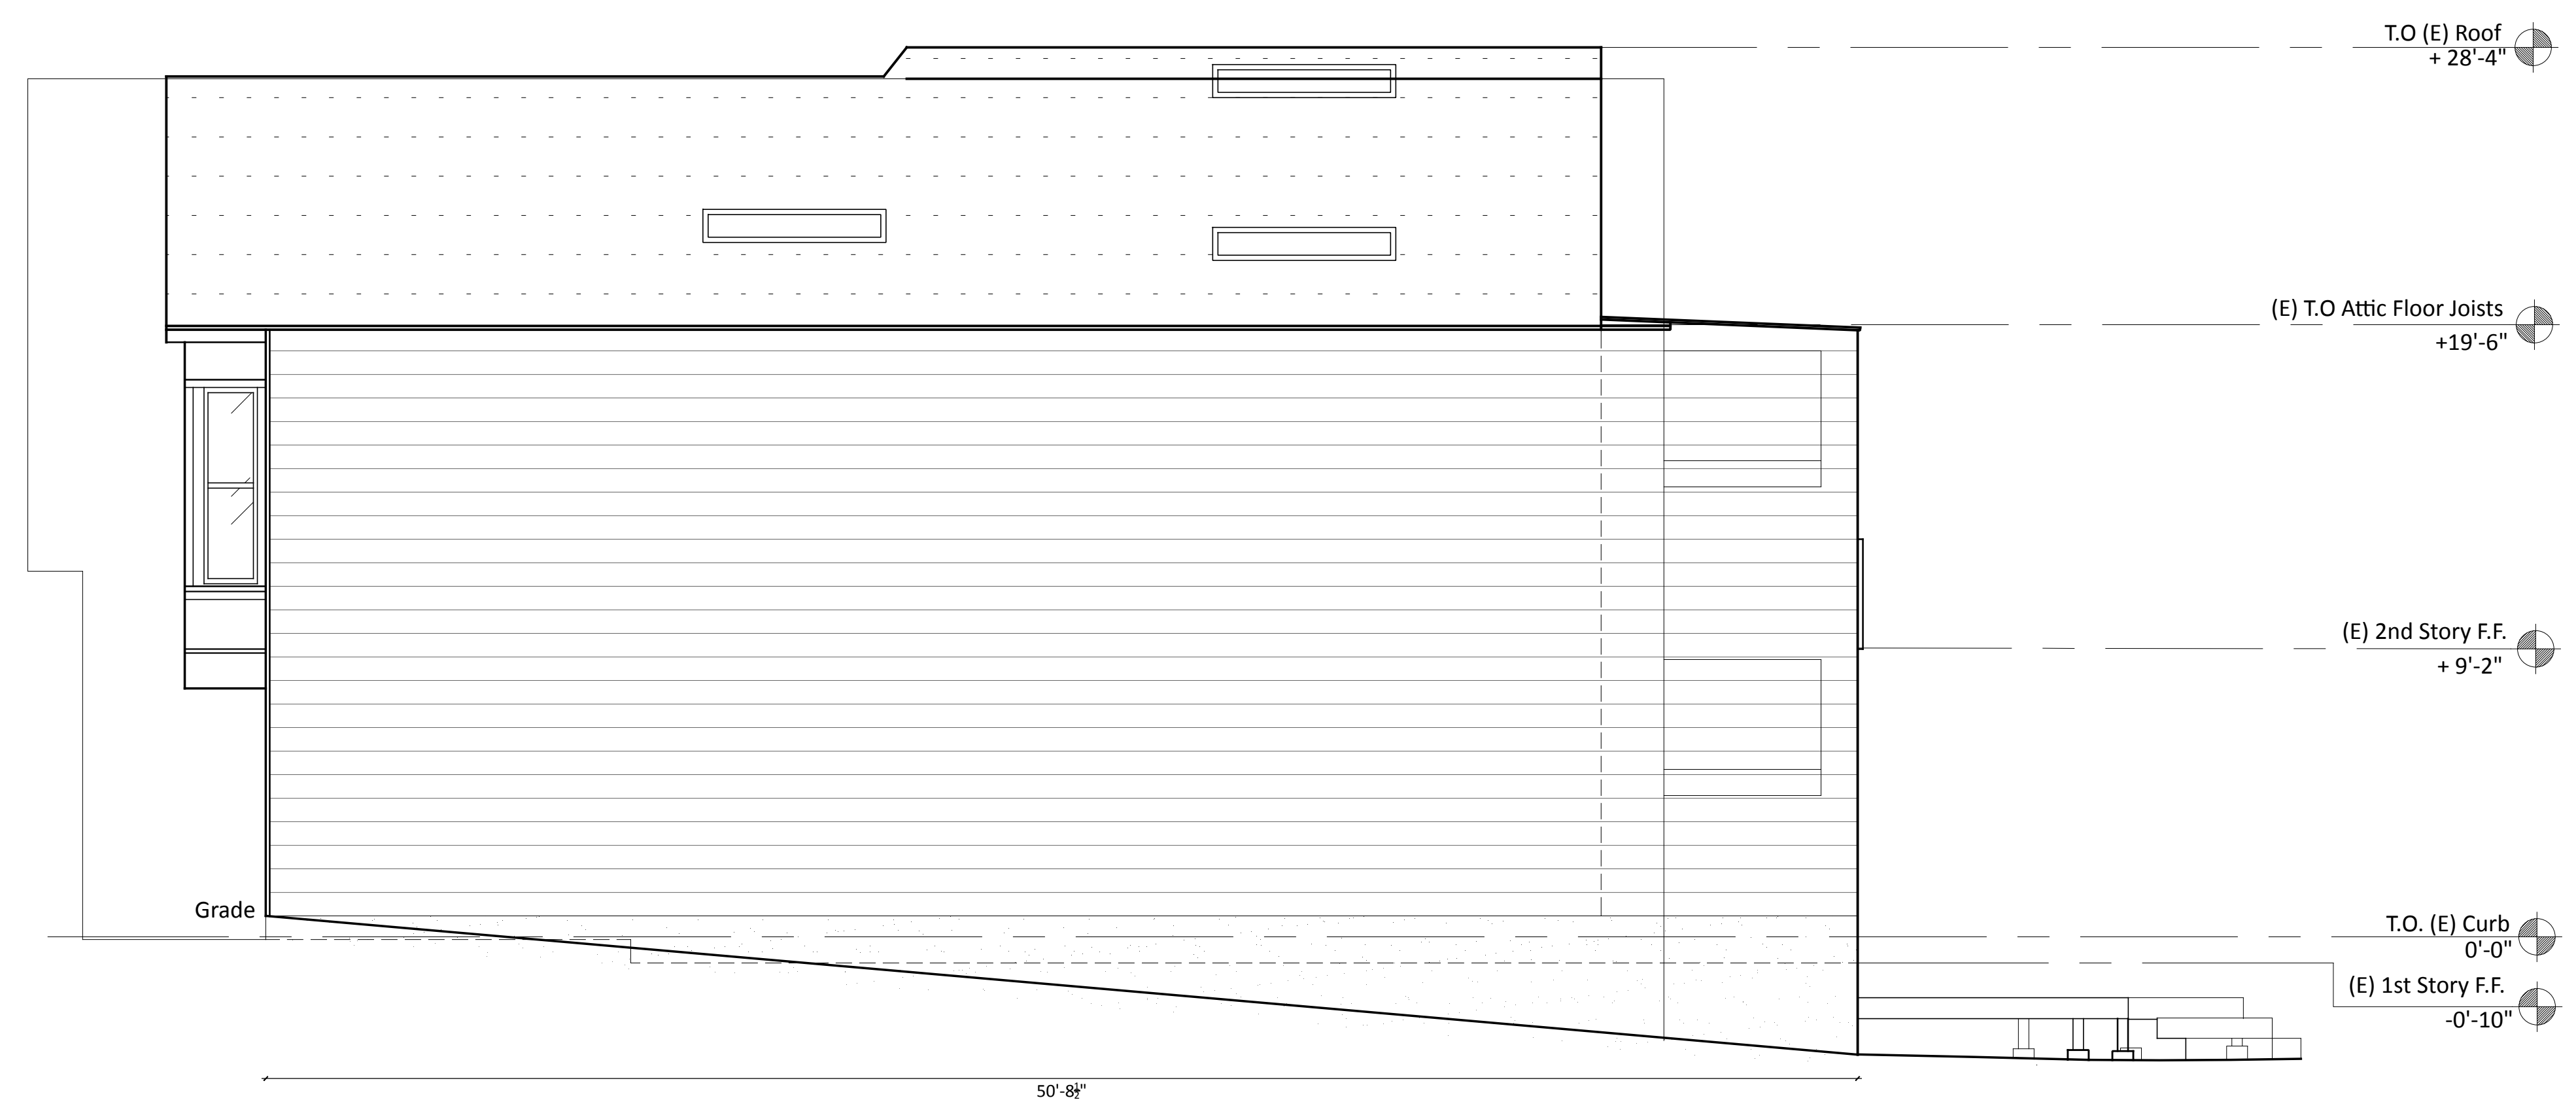 T.O (E) Roof
+ 28'-4"
(E) T.O Attic Floor Joists
+19'-6"
(E) 2nd Story F.F.
+ 9'-2"
Grade
T.O. (E) Curb
0'-0"
(E) 1st Story F.F.
-0'-10"
50'-8½"